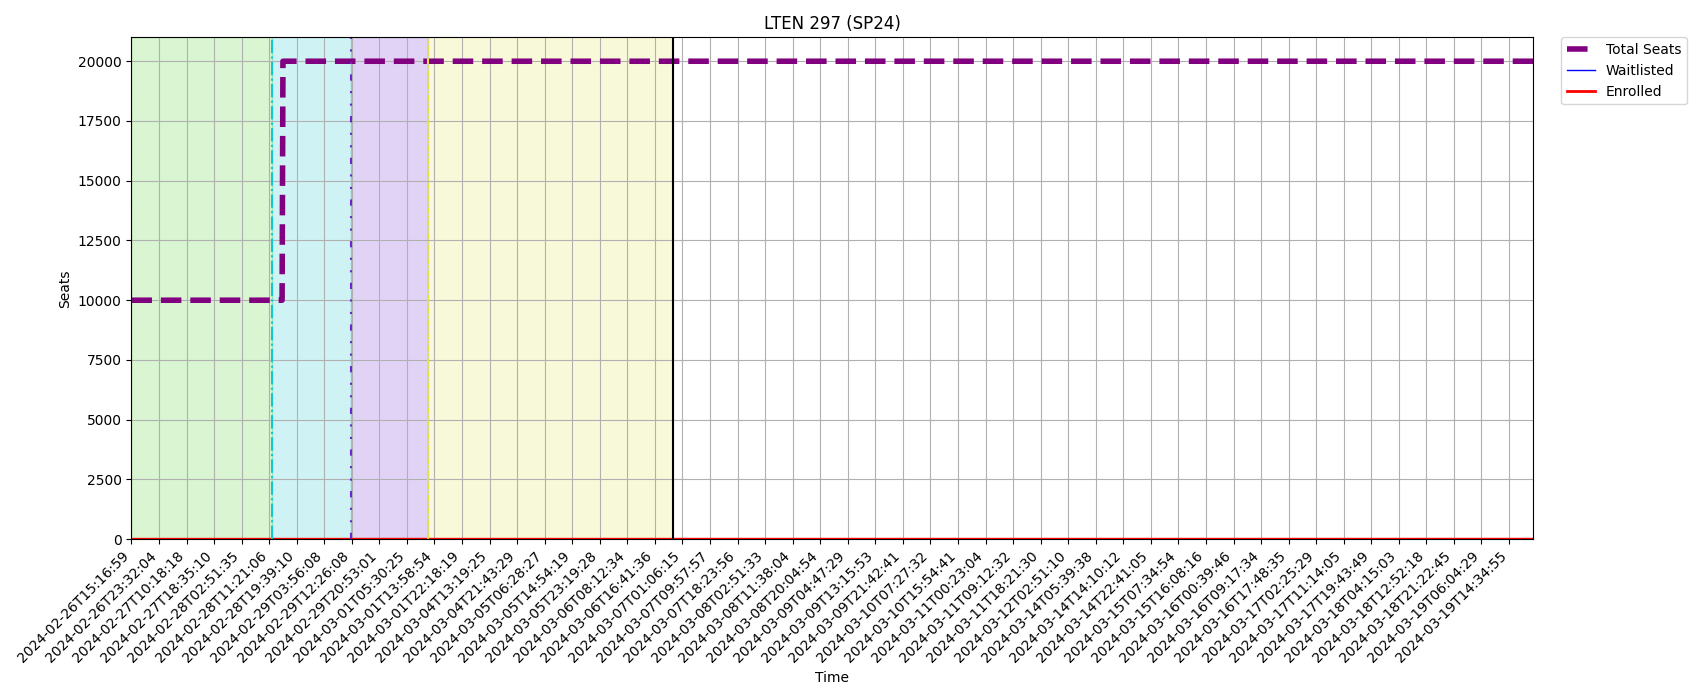 LTEN 297 (SP24)
Total Seats
Waitlisted
Enrolled
Seats
20000
17500
15000
12500
10000
7500
5000
2500
0
2024-02-26T15:16:59
2024-02-26T23:32:04
2024-02-27T10:18:18
2024-02-27T18:35:10
2024-02-28T02:51:35
2024-02-28T11:21:06
2024-02-28T19:39:10
2024-02-29T03:56:08
2024-02-29T12:26:08
2024-02-29T20:53:01
2024-03-01T05:30:25
2024-03-01T13:58:54
2024-03-01T22:18:19
2024-03-04T13:19:25
2024-03-04T21:43:29
2024-03-05T06:28:27
2024-03-05T14:54:19
2024-03-05T23:19:28
2024-03-06T08:12:34
2024-03-06T16:41:36
2024-03-07T01:06:15
2024-03-07T09:57:57
2024-03-07T18:23:56
2024-03-08T02:51:33
2024-03-08T11:38:04
2024-03-08T20:04:54
2024-03-09T04:47:29
2024-03-09T13:15:53
2024-03-09T21:42:41
2024-03-10T07:27:32
2024-03-10T15:54:41
2024-03-11T00:23:04
2024-03-11T09:12:32
2024-03-11T18:21:30
2024-03-12T02:51:10
2024-03-14T05:39:38
2024-03-14T14:10:12
2024-03-14T22:41:05
2024-03-15T07:34:54
2024-03-15T16:08:16
2024-03-16T00:39:46
2024-03-16T09:17:34
2024-03-16T17:48:35
2024-03-17T02:25:29
2024-03-17T11:14:05
2024-03-17T19:43:49
2024-03-18T04:15:03
2024-03-18T12:52:18
2024-03-18T21:22:45
2024-03-19T06:04:29
2024-03-19T14:34:55
Time